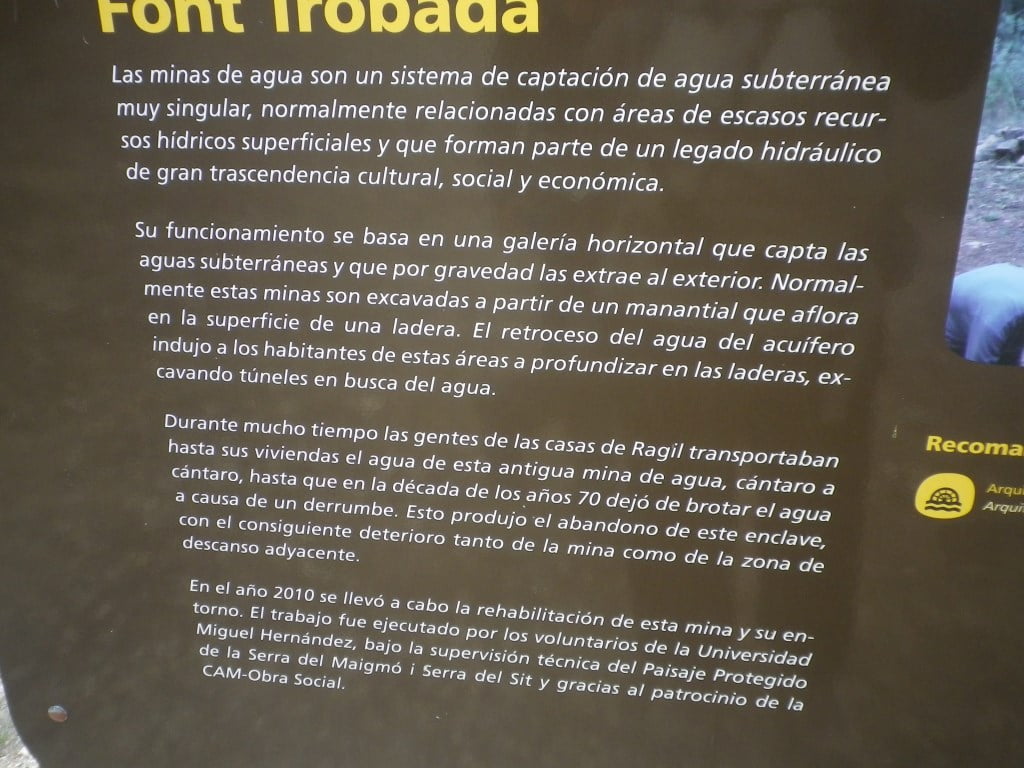 Font Trobada
Las minas de agua son un sistema de captación de agua subterránea
muy singular, normalmente relacionadas con áreas de escasos recur-
sos hídricos superficiales y que forman parte de un legado hidráulico
de gran trascendencia cultural, social y económica.
Su funcionamiento se basa en una galería horizontal que capta las
aguas subterráneas y que por gravedad las extrae al exterior. Normal-
mente estas minas son excavadas a partir de un manantial que aflora
en la superficie de una ladera. El retroceso del agua del acuífero
indujo a los habitantes de estas áreas a profundizar en las laderas, ex-
cavando túneles en busca del agua.
Durante mucho tiempo las gentes de las casas de Ragil transportaban
hasta sus viviendas el agua de esta antigua mina de agua, cántaro a
cántaro, hasta que en la década de los años 70 dejó de brotar el agua
a causa de un derrumbe. Esto produjo el abandono de este enclave,
con el consiguiente deterioro tanto de la mina como de la zona de
descanso adyacente.
En el año 2010 se llevó a cabo la rehabilitación de esta mina y su en-
torno. El trabajo fue ejecutado por los voluntarios de la Universidad
Miguel Hernández, bajo la supervisión técnica del Paisaje Protegido
de la Serra del Maigmó i Serra del Sit y gracias al patrocinio de la
CAM-Obra Social.
Recoma
Arqu
Arqui